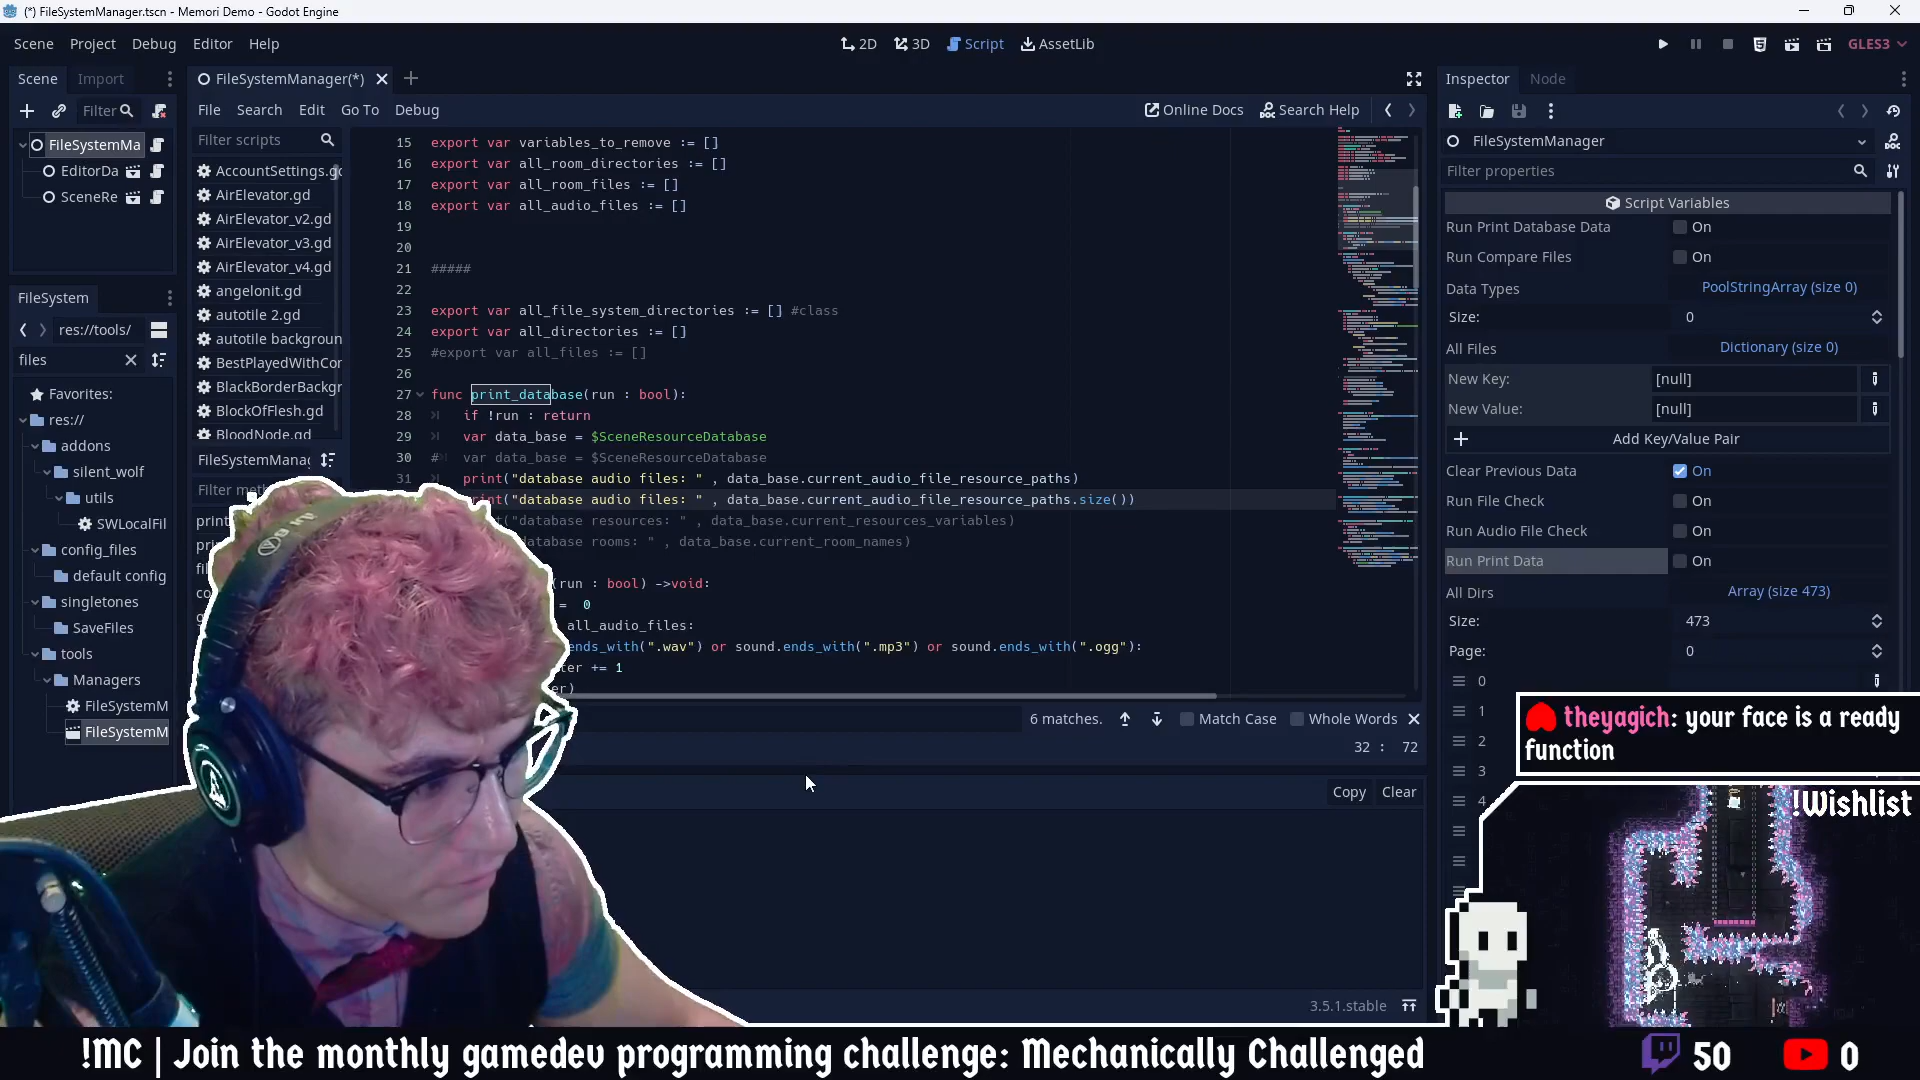 (*) FileSystemManager.tscn - Memori Demo - Godot Engine
Scene Project Debug Editor Help
2D 3D Script AssetLib
GLES3
Scene Import
Filter
FileSystemMa
EditorDa
SceneRe
FileSystem
res://tools/
files
Favorites:
res://
addons
silent_wolf
utils
SWLocalFil
config_files
default config
singletones
SaveFiles
tools
Managers
FileSystemM
FileSystemM
FileSystemManager(*)
File Search Edit Go To Debug
Online Docs Search Help
Filter scripts
AccountSettings.gd
AirElevator.gd
AirElevator_v2.gd
AirElevator_v3.gd
AirElevator_v4.gd
angelonit.gd
autotile 2.gd
autotile backgroun
BestPlayedWithCor
BlackBorderBackgr
BlockOfFlesh.gd
BloodNode.gd
FileSystemManag
Filter met
15 export var variables_to_remove := []
16 export var all_room_directories := []
17 export var all_room_files := []
18 export var all_audio_files := []
19
20
21 #####
22
23 export var all_file_system_directories := [] #class
24 export var all_directories := []
25 #export var all_files := []
26
27 func print_database(run : bool):
28 if !run : return
29 var data_base = $SceneResourceDatabase
30 # var data_base = $SceneResourceDatabase
31 print("database audio files: " , data_base.current_audio_file_resource_paths)
int("database audio files: " , data_base.current_audio_file_resource_paths.size())
t("database resources: " , data_base.current_resources_variables)
database rooms: " , data_base.current_room_names)
(run : bool) ->void:
= 0
all_audio_files:
ends_with(".wav") or sound.ends_with(".mp3") or sound.ends_with(".ogg"):
ter += 1
er)
6 matches. Match Case Whole Words
32 : 72
Copy Clear
3.5.1.stable
Inspector Node
FileSystemManager
Filter properties
Script Variables
Run Print Database Data On
Run Compare Files On
Data Types PoolStringArray (size 0)
Size: 0
All Files Dictionary (size 0)
New Key: [null]
New Value: [null]
Add Key/Value Pair
Clear Previous Data On
Run File Check On
Run Audio File Check On
Run Print Data On
All Dirs Array (size 473)
Size: 473
Page: 0
0
1
2
3
4
theyagich: your face is a ready
function
!Wishlist
!MC | Join the monthly gamedev programming challenge: Mechanically Challenged
50
0